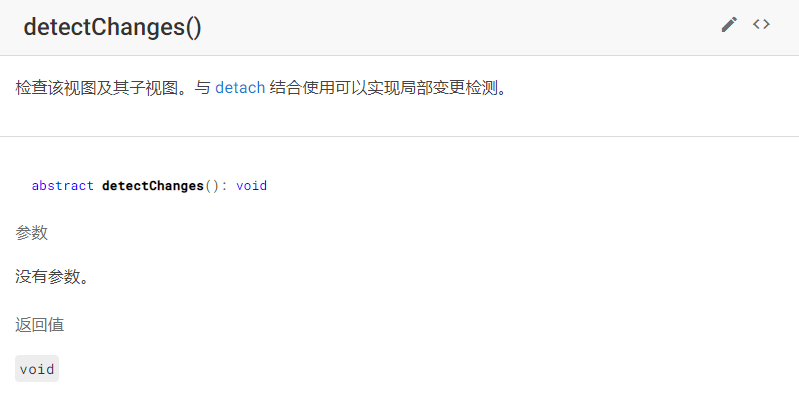 detectChanges()
检查该视图及其子视图。与 detach 结合使用可以实现局部变更检测。
abstract detectChanges(): void
参数
没有参数。
返回值
void